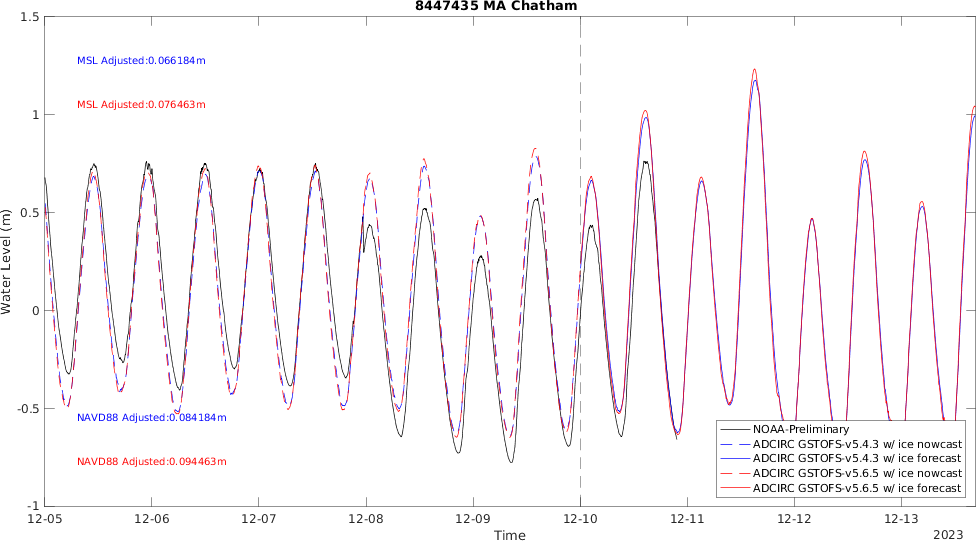 8447435 MA Chatham
1.5
MSL Adjusted:0.066184m
MSL Adjusted:0.076463m
1
0.5
Water Level (m)
0
-0.5
NAVD88 Adjusted:0.084184m
NAVD88 Adjusted:0.094463m
NOAA-Preliminary
ADCIRC GSTOFS-v5.4.3 w/ ice nowcast
ADCIRC GSTOFS-v5.4.3 w/ ice forecast
ADCIRC GSTOFS-v5.6.5 w/ ice nowcast
ADCIRC GSTOFS-v5.6.5 w/ ice forecast
-1
12-05 12-06 12-07 12-08 12-09 12-10 12-11 12-12 12-13
Time
2023